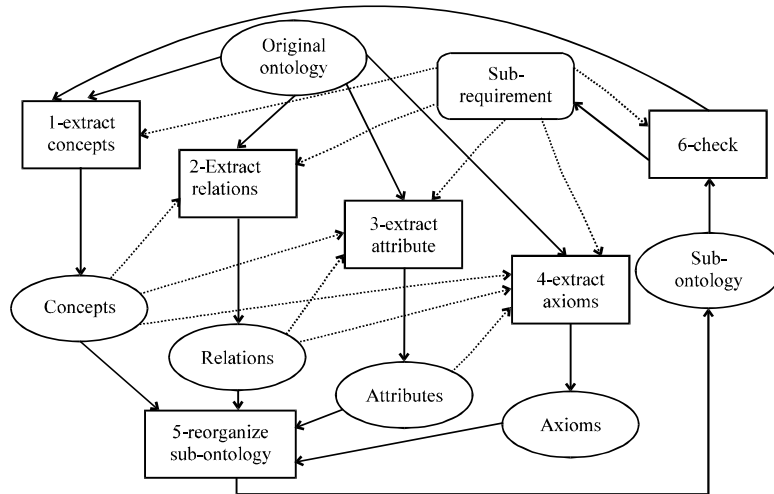 Original
ontology
Sub-
requirement
1-extract
concepts
6-check
2-Extract
relations
3-extract
attribute
Sub-
ontology
4-extract
axioms
Concepts
Relations
Attributes
Axioms
5-reorganize
sub-ontology